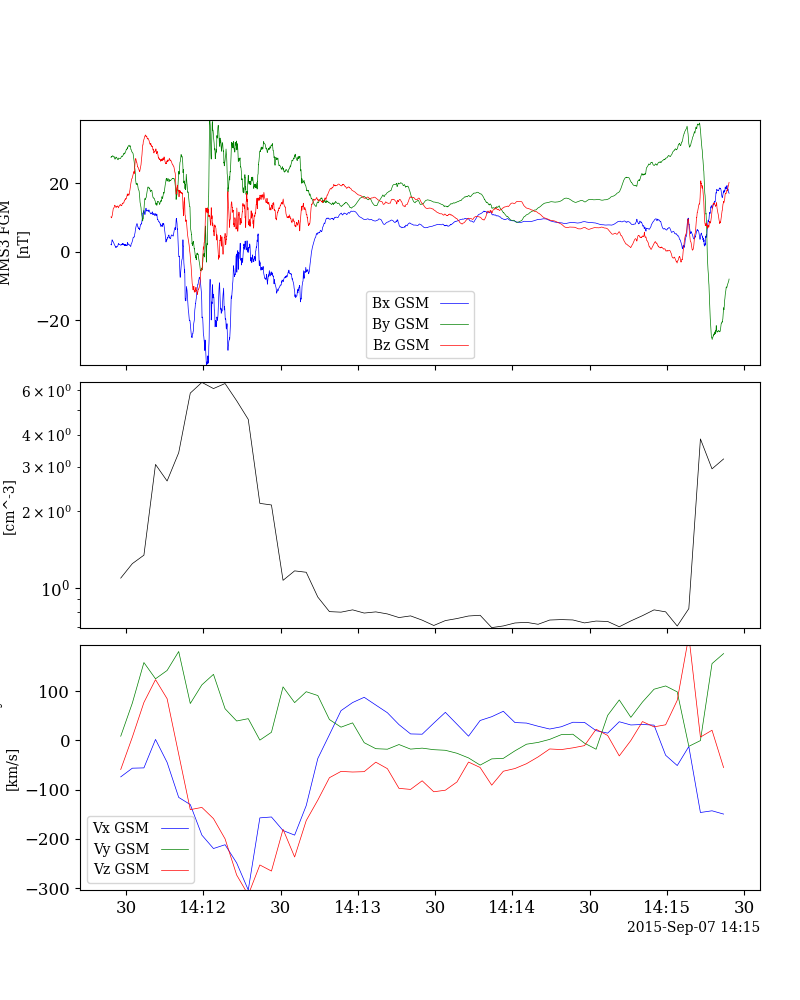 MMS3 FGM
[nT]
20
0
−20
Bx GSM
By GSM
Bz GSM
[cm^-3]
6 × 10⁰
4 × 10⁰
3 × 10⁰
2 × 10⁰
10⁰
[km/s]
100
0
−100
−200
−300
Vx GSM
Vy GSM
Vz GSM
30 14:12 30 14:13 30 14:14 30 14:15 30
2015-Sep-07 14:15